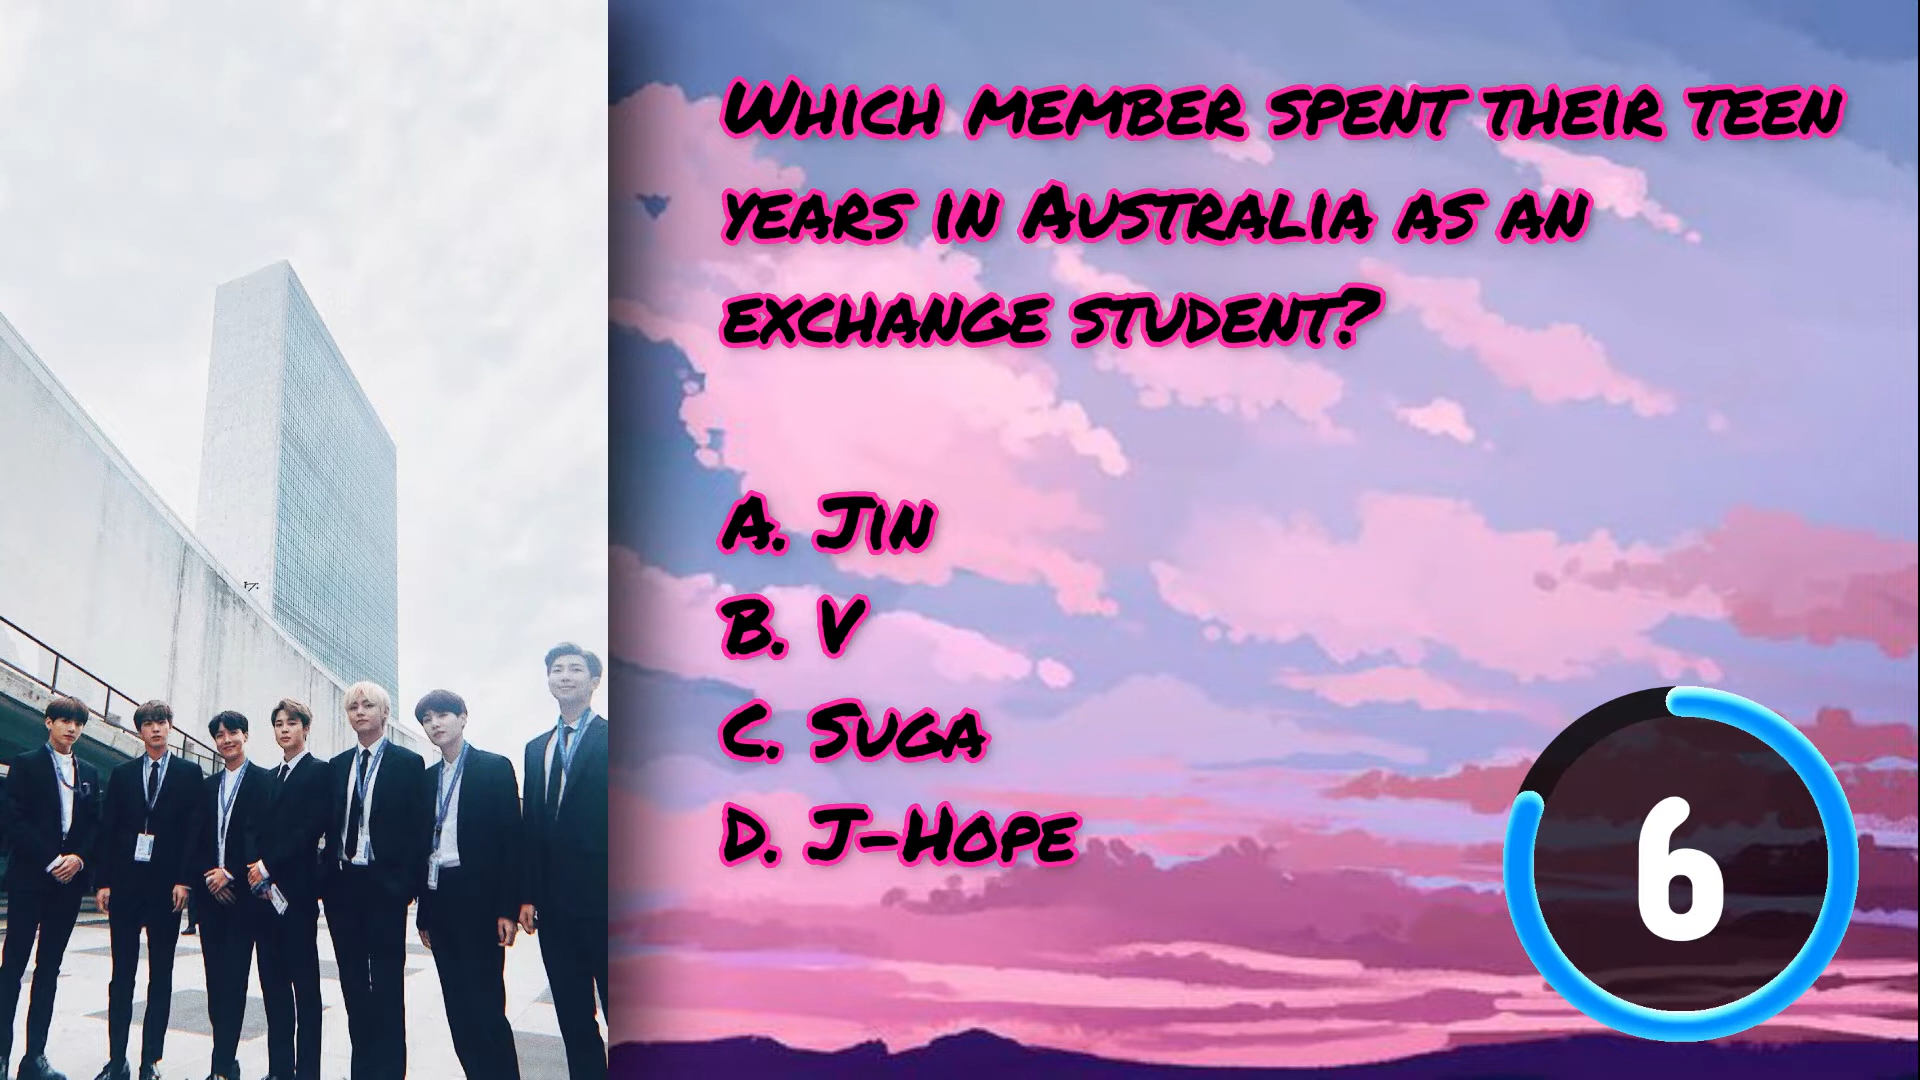 Which member spent their teen
years in Australia as an
exchange student?
A. Jin
B. V
C. Suga
D. J-Hope
6